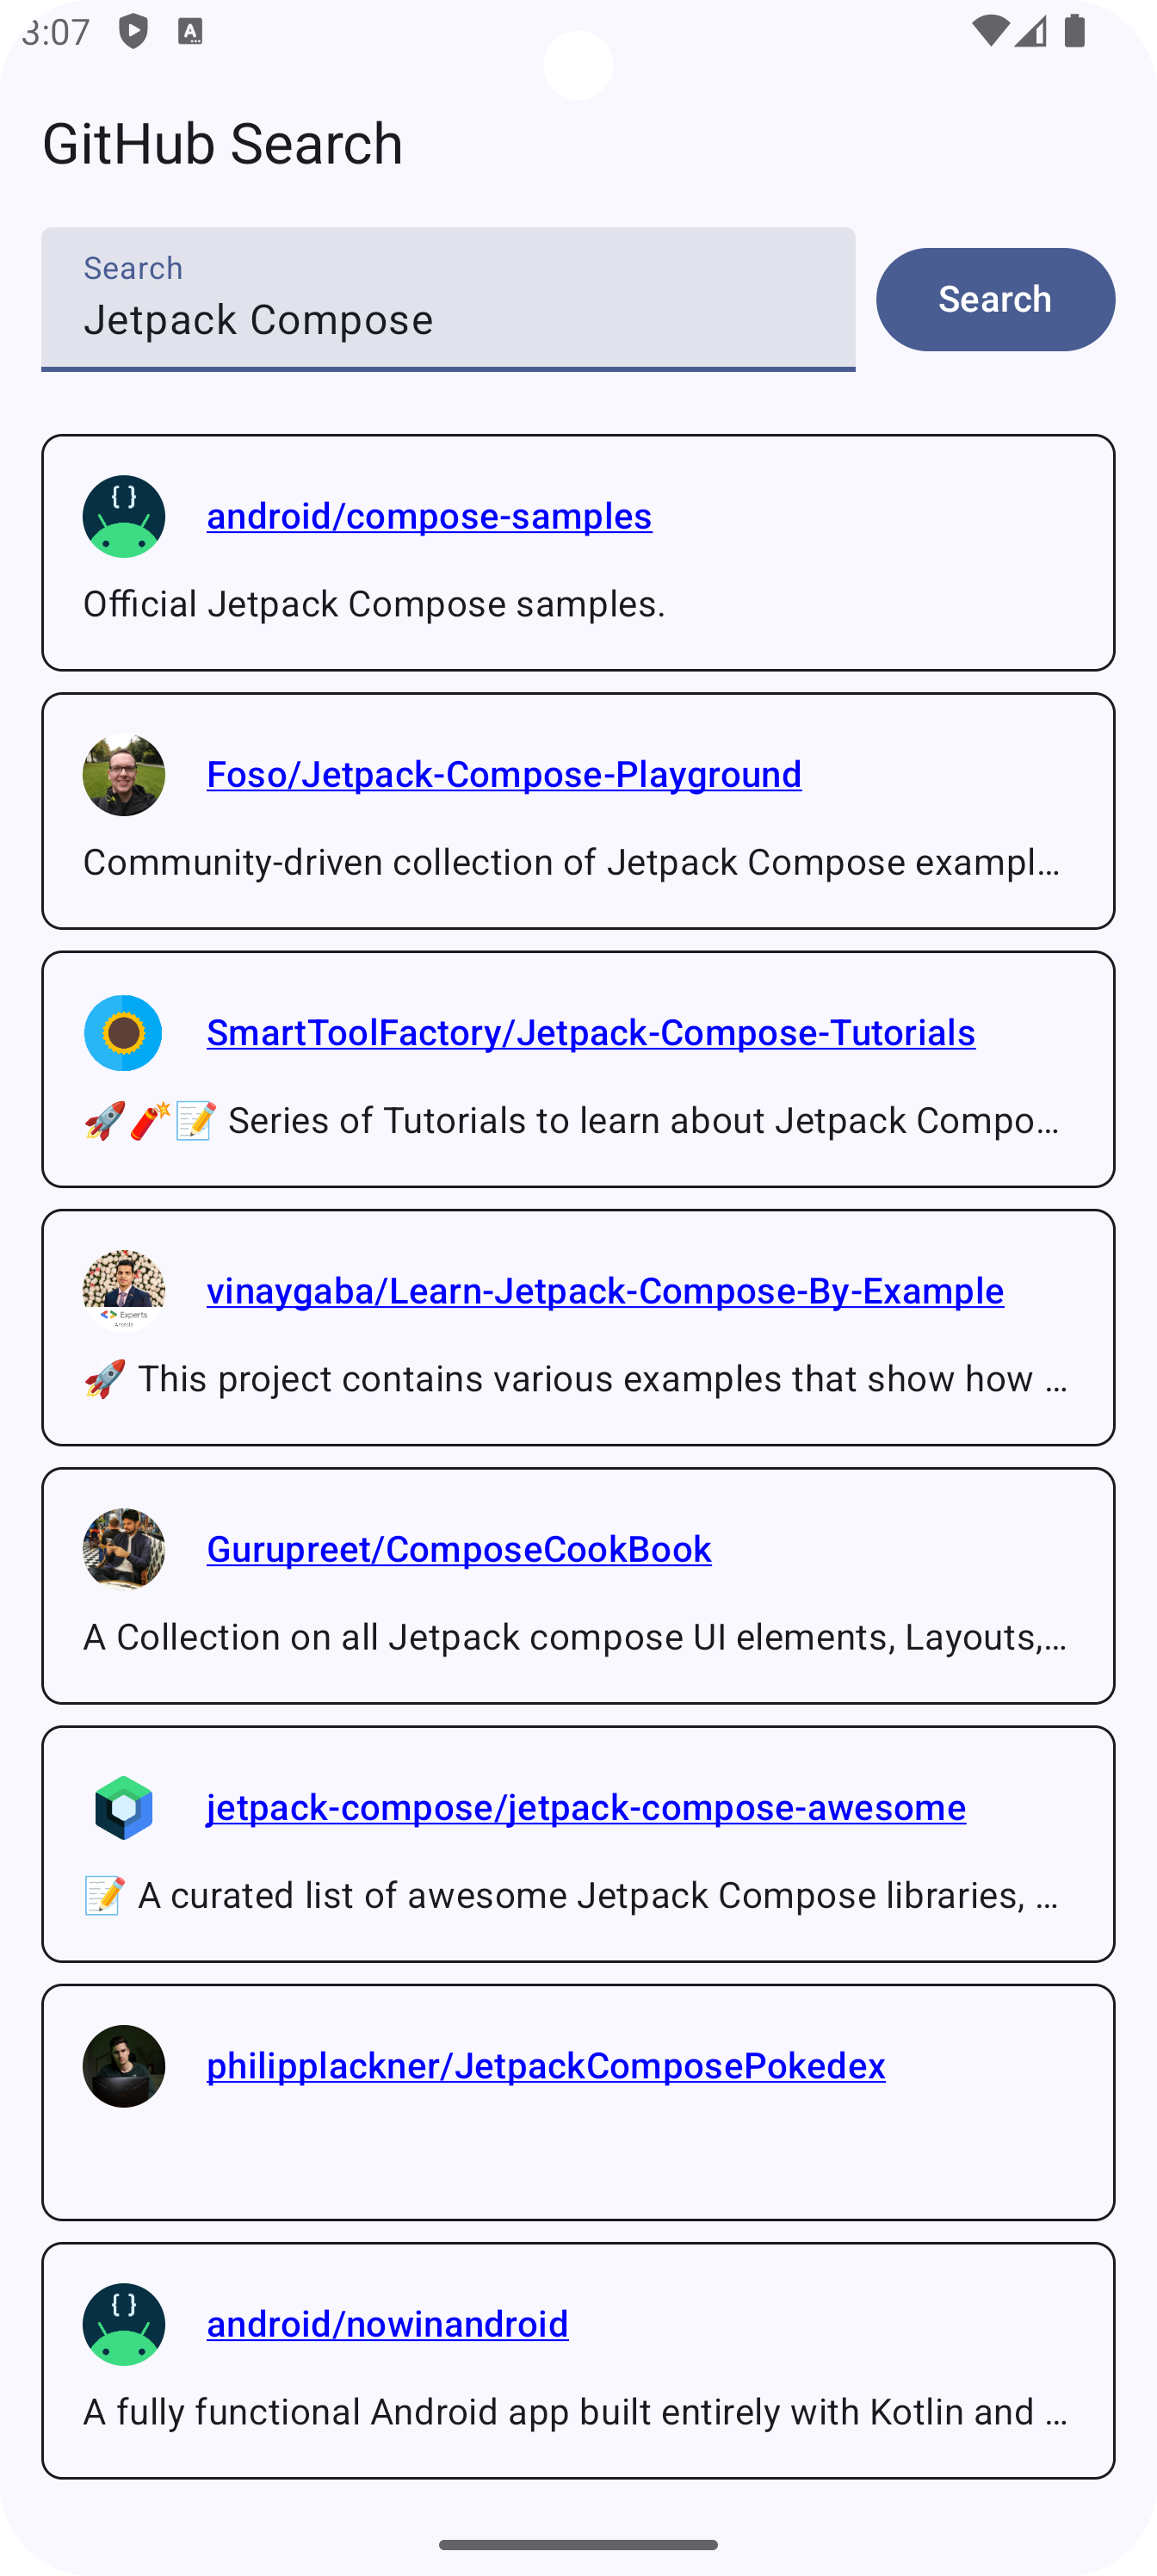 3:07
GitHub Search
Search
Jetpack Compose
Search
android/compose-samples
Official Jetpack Compose samples.
Foso/Jetpack-Compose-Playground
Community-driven collection of Jetpack Compose exampl…
SmartToolFactory/Jetpack-Compose-Tutorials
🚀🧨📝 Series of Tutorials to learn about Jetpack Compo…
vinaygaba/Learn-Jetpack-Compose-By-Example
Experts
Android
🚀 This project contains various examples that show how …
Gurupreet/ComposeCookBook
A Collection on all Jetpack compose UI elements, Layouts,…
jetpack-compose/jetpack-compose-awesome
📝 A curated list of awesome Jetpack Compose libraries, …
philipplackner/JetpackComposePokedex
android/nowinandroid
A fully functional Android app built entirely with Kotlin and …